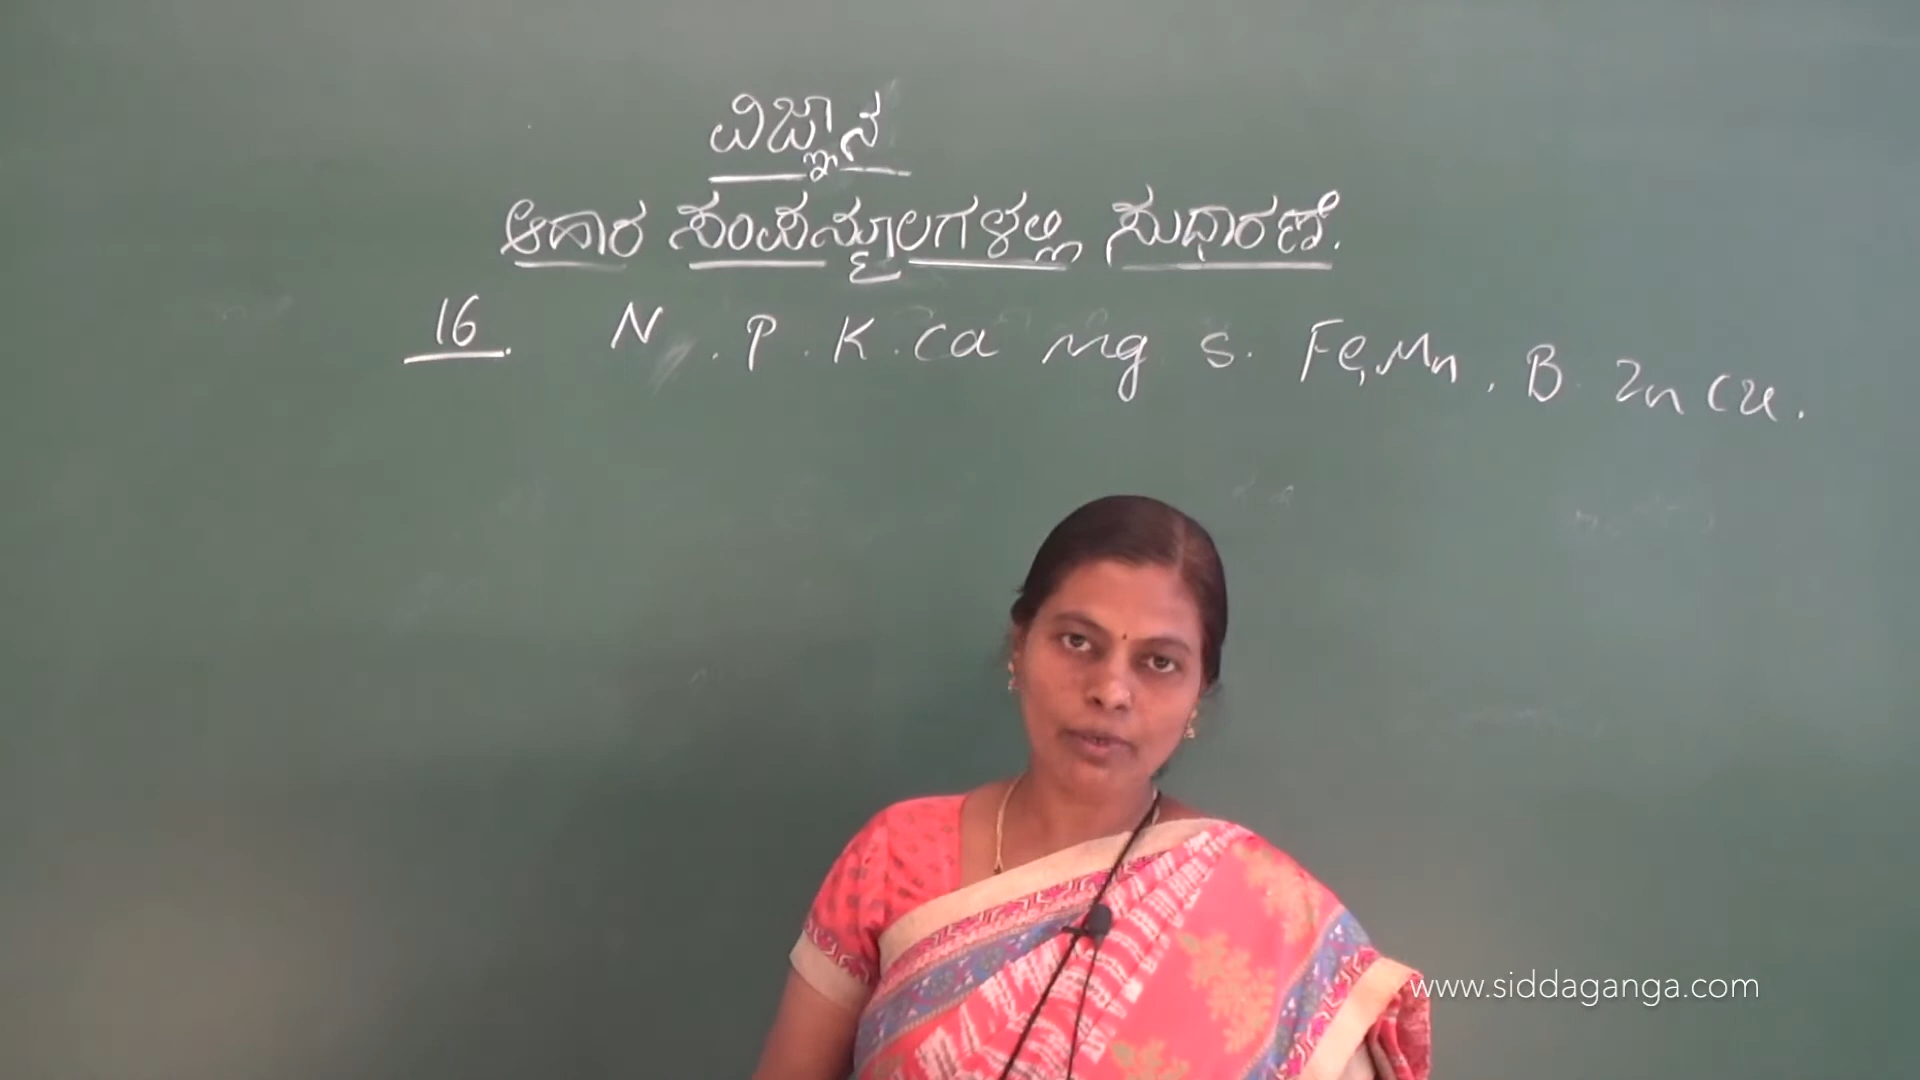 ವಿಜ್ಞಾನ
ಆಹಾರ ಸಂಪನ್ಮೂಲಗಳಲ್ಲಿ ಸುಧಾರಣೆ.
16. N . P . K . Ca Mg S. Fe, Mn , B Zn Cu .
www.siddaganga.com